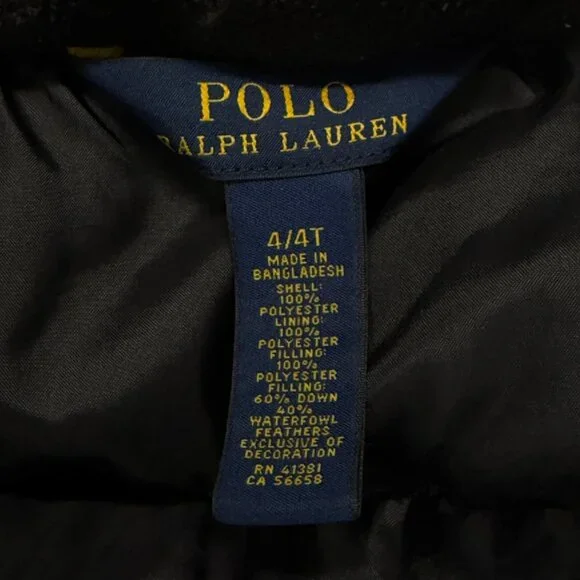 POLO
RALPH LAUREN
4/4T
MADE IN
BANGLADESH
SHELL:
100%
POLYESTER
LINING:
100%
POLYESTER
FILLING:
100%
POLYESTER
FILLING:
60% DOWN
40%
WATERFOWL
FEATHERS
EXCLUSIVE OF
DECORATION
RN 41381
CA 56658